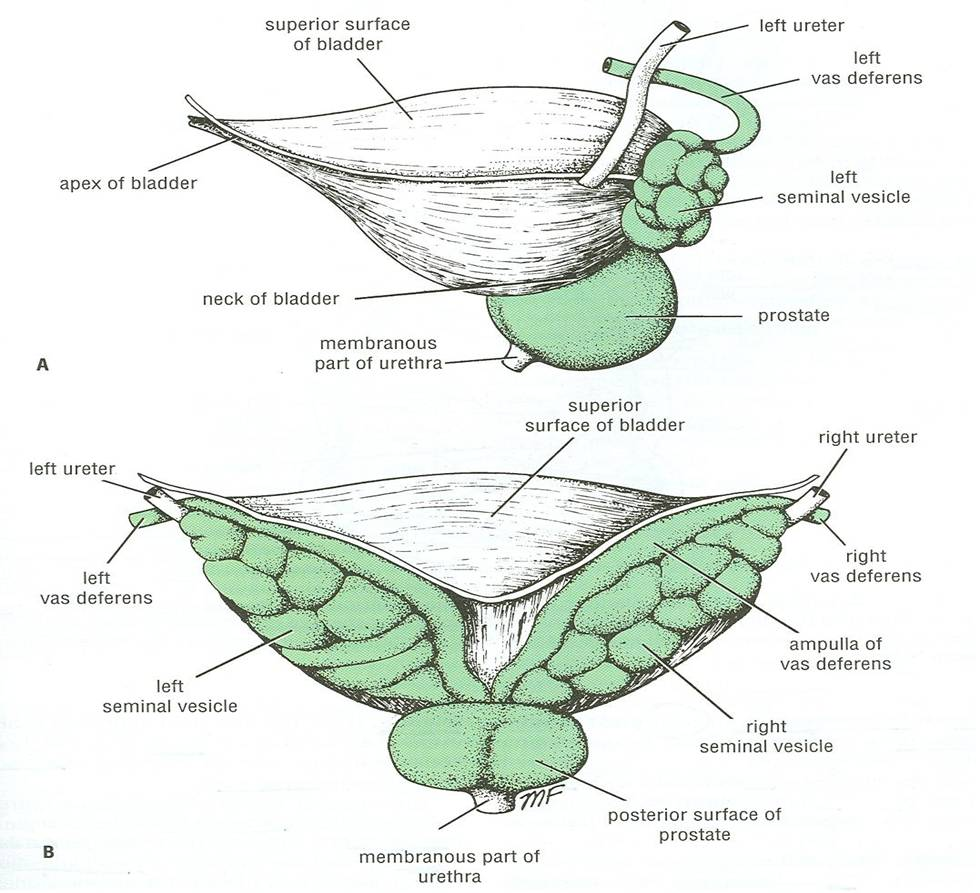 superior surface
of bladder
left ureter
left
vas deferens
apex of bladder
left
seminal vesicle
neck of bladder
prostate
membranous
part of urethra
A
superior
surface of bladder
left ureter
right ureter
left
vas deferens
right
vas deferens
ampulla of
vas deferens
left
seminal vesicle
right
seminal vesicle
MF
posterior surface of
prostate
B
membranous part of
urethra